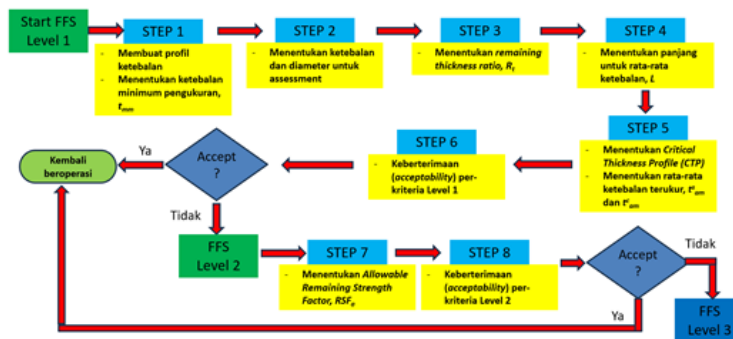 Start FFS
Level 1
STEP 1
- Membuat profil
ketebalan
- Menentukan ketebalan
minimum pengukuran,
tmm
STEP 2
- Menentukan ketebalan
dan diameter untuk
assessment
STEP 3
- Menentukan remaining
thickness ratio, Rt
STEP 4
- Menentukan panjang
untuk rata-rata
ketebalan, L
STEP 5
- Menentukan Critical
Thickness Profile (CTP)
- Menentukan rata-rata
ketebalan terukur, tsam
dan tcam
STEP 6
- Keberterimaan
(acceptability) per-
kriteria Level 1
Accept
?
Ya
Kembali
beroperasi
Tidak
FFS
Level 2
STEP 7
- Menentukan Allowable
Remaining Strength
Factor, RSFa
STEP 8
- Keberterimaan
(acceptability) per-
kriteria Level 2
Accept
?
Tidak
Ya
FFS
Level 3